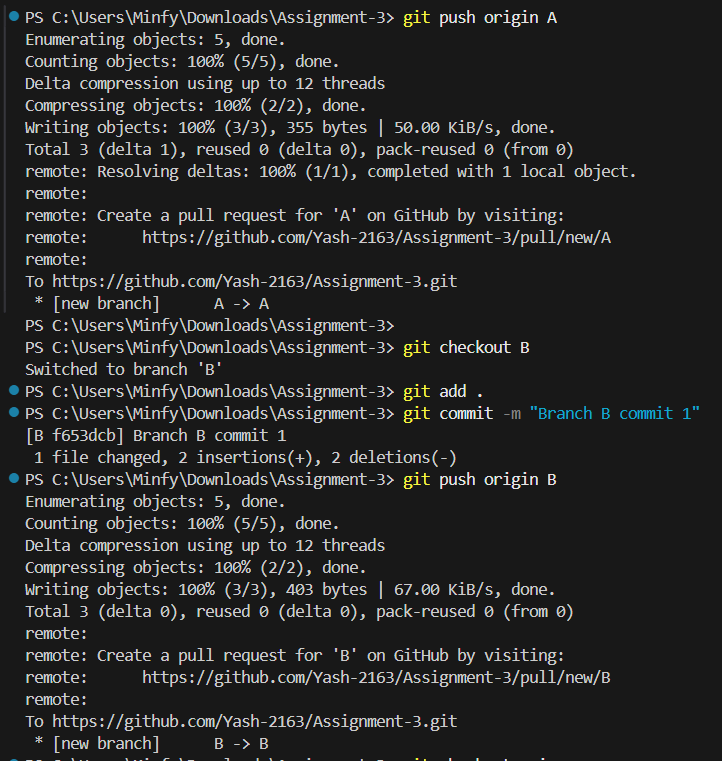 PS C:\Users\Minfy\Downloads\Assignment-3> git push origin A
Enumerating objects: 5, done.
Counting objects: 100% (5/5), done.
Delta compression using up to 12 threads
Compressing objects: 100% (2/2), done.
Writing objects: 100% (3/3), 355 bytes | 50.00 KiB/s, done.
Total 3 (delta 1), reused 0 (delta 0), pack-reused 0 (from 0)
remote: Resolving deltas: 100% (1/1), completed with 1 local object.
remote:
remote: Create a pull request for 'A' on GitHub by visiting:
remote:      https://github.com/Yash-2163/Assignment-3/pull/new/A
remote:
To https://github.com/Yash-2163/Assignment-3.git
 * [new branch]      A -> A
PS C:\Users\Minfy\Downloads\Assignment-3>
PS C:\Users\Minfy\Downloads\Assignment-3> git checkout B
Switched to branch 'B'
PS C:\Users\Minfy\Downloads\Assignment-3> git add .
PS C:\Users\Minfy\Downloads\Assignment-3> git commit -m "Branch B commit 1"
[B f653dcb] Branch B commit 1
 1 file changed, 2 insertions(+), 2 deletions(-)
PS C:\Users\Minfy\Downloads\Assignment-3> git push origin B
Enumerating objects: 5, done.
Counting objects: 100% (5/5), done.
Delta compression using up to 12 threads
Compressing objects: 100% (2/2), done.
Writing objects: 100% (3/3), 403 bytes | 67.00 KiB/s, done.
Total 3 (delta 0), reused 0 (delta 0), pack-reused 0 (from 0)
remote:
remote: Create a pull request for 'B' on GitHub by visiting:
remote:      https://github.com/Yash-2163/Assignment-3/pull/new/B
remote:
To https://github.com/Yash-2163/Assignment-3.git
 * [new branch]      B -> B